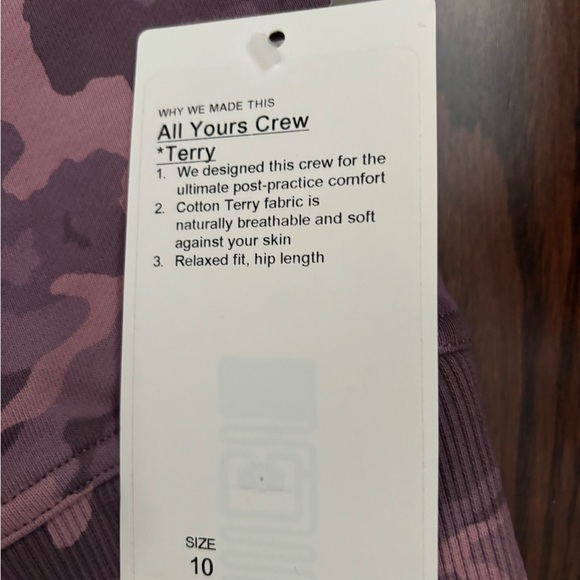 WHY WE MADE THIS
All Yours Crew
*Terry
1. We designed this crew for the
ultimate post-practice comfort
2. Cotton Terry fabric is
naturally breathable and soft
against your skin
3. Relaxed fit, hip length
SIZE
10